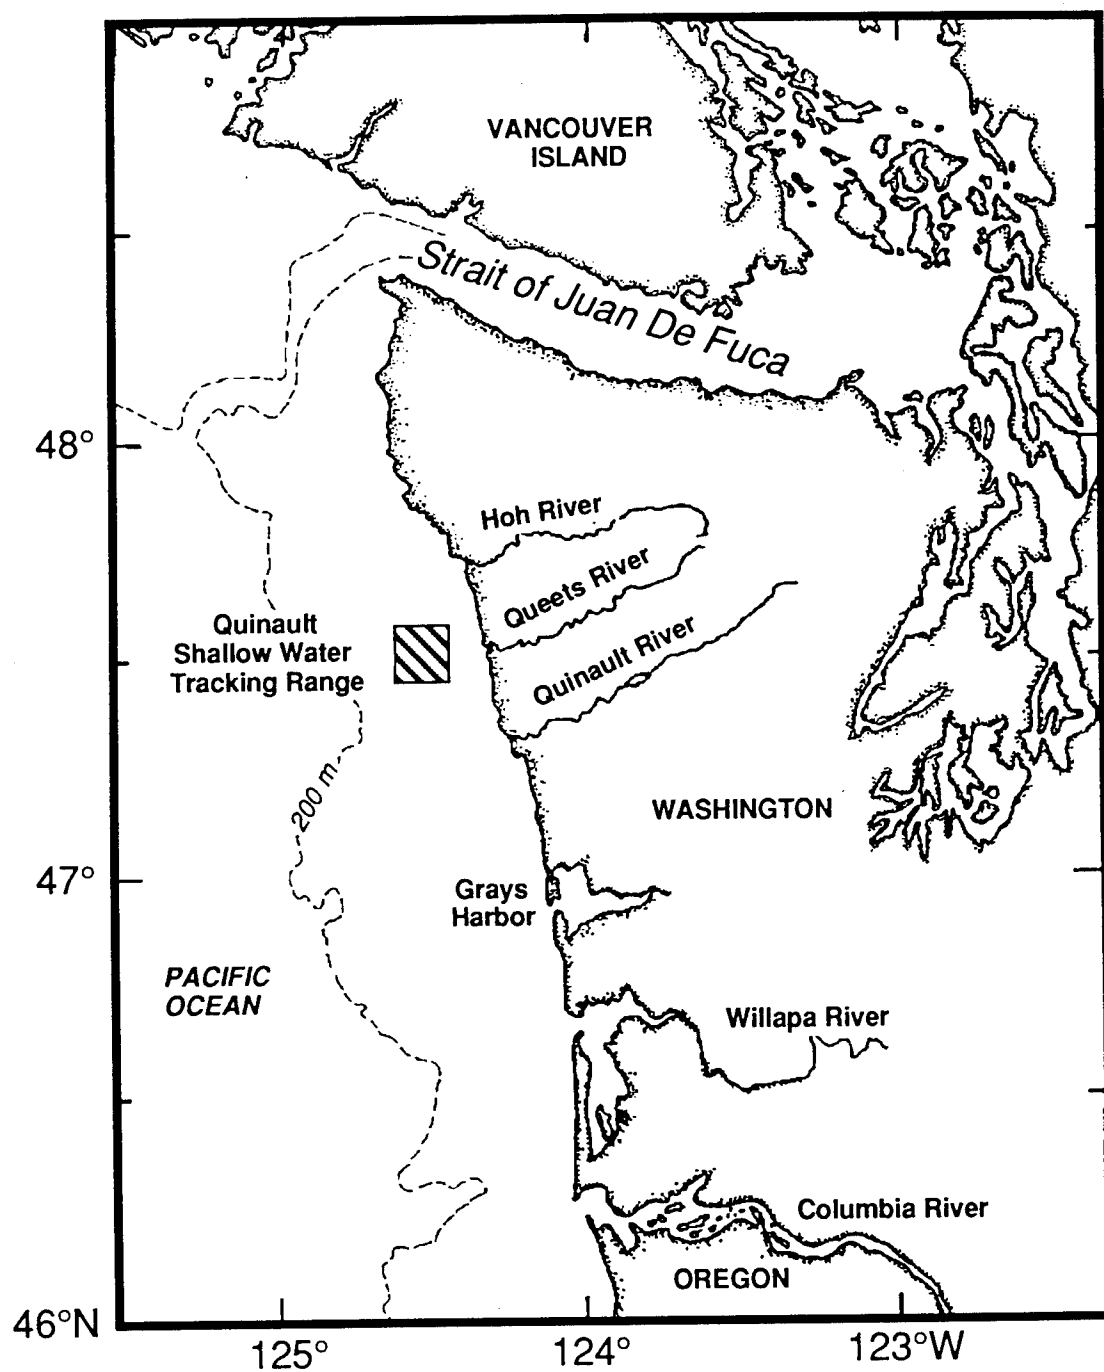 VANCOUVER
ISLAND
Strait of Juan De Fuca
48°
Hoh River
Queets River
Quinault
Shallow Water
Tracking Range
Quinault River
200 m
WASHINGTON
47°
Grays
Harbor
PACIFIC
OCEAN
Willapa River
Columbia River
OREGON
46°N
125°
124°
123°W